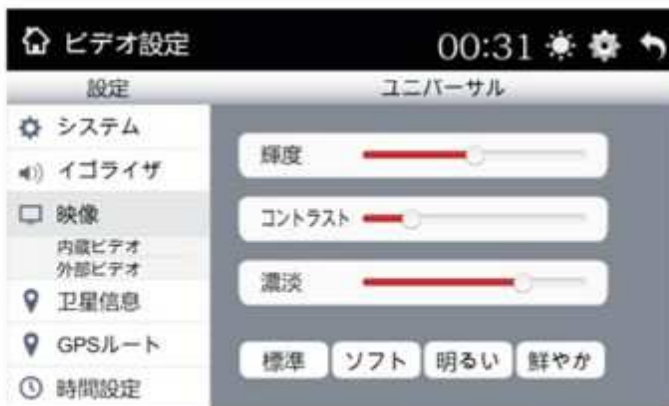 ビデオ設定
00:31
設定
ユニバーサル
システム
イゴライザ
映像
内蔵ビデオ
外部ビデオ
卫星信息
GPSルート
時間設定
輝度
コントラスト
濃淡
標準
ソフト
明るい
鮮やか